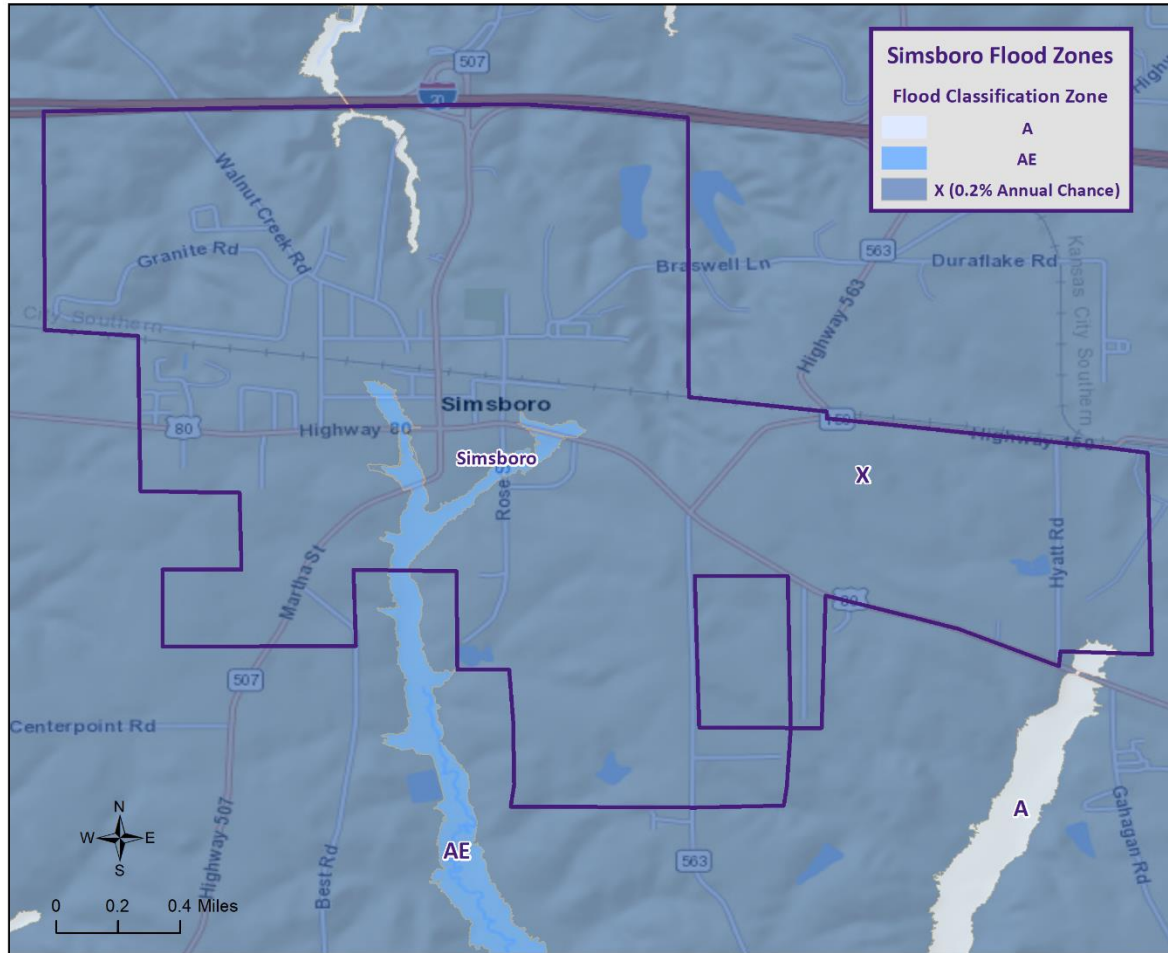 Simsboro Flood Zones
Flood Classification Zone
A
AE
X (0.2% Annual Chance)
507
20
Walnut Creek Rd
Granite Rd
Braswell Ln
563
Duraflake Rd
Highway 563
Kansas City Southern
City Southern
Simsboro
80
Highway 80
Simsboro
Rose S
150
Highway 150
X
Hyatt Rd
Martha St
80
507
Centerpoint Rd
Highway 507
Best Rd
AE
563
A
Gahagan Rd
N
W
E
S
0
0.2
0.4 Miles